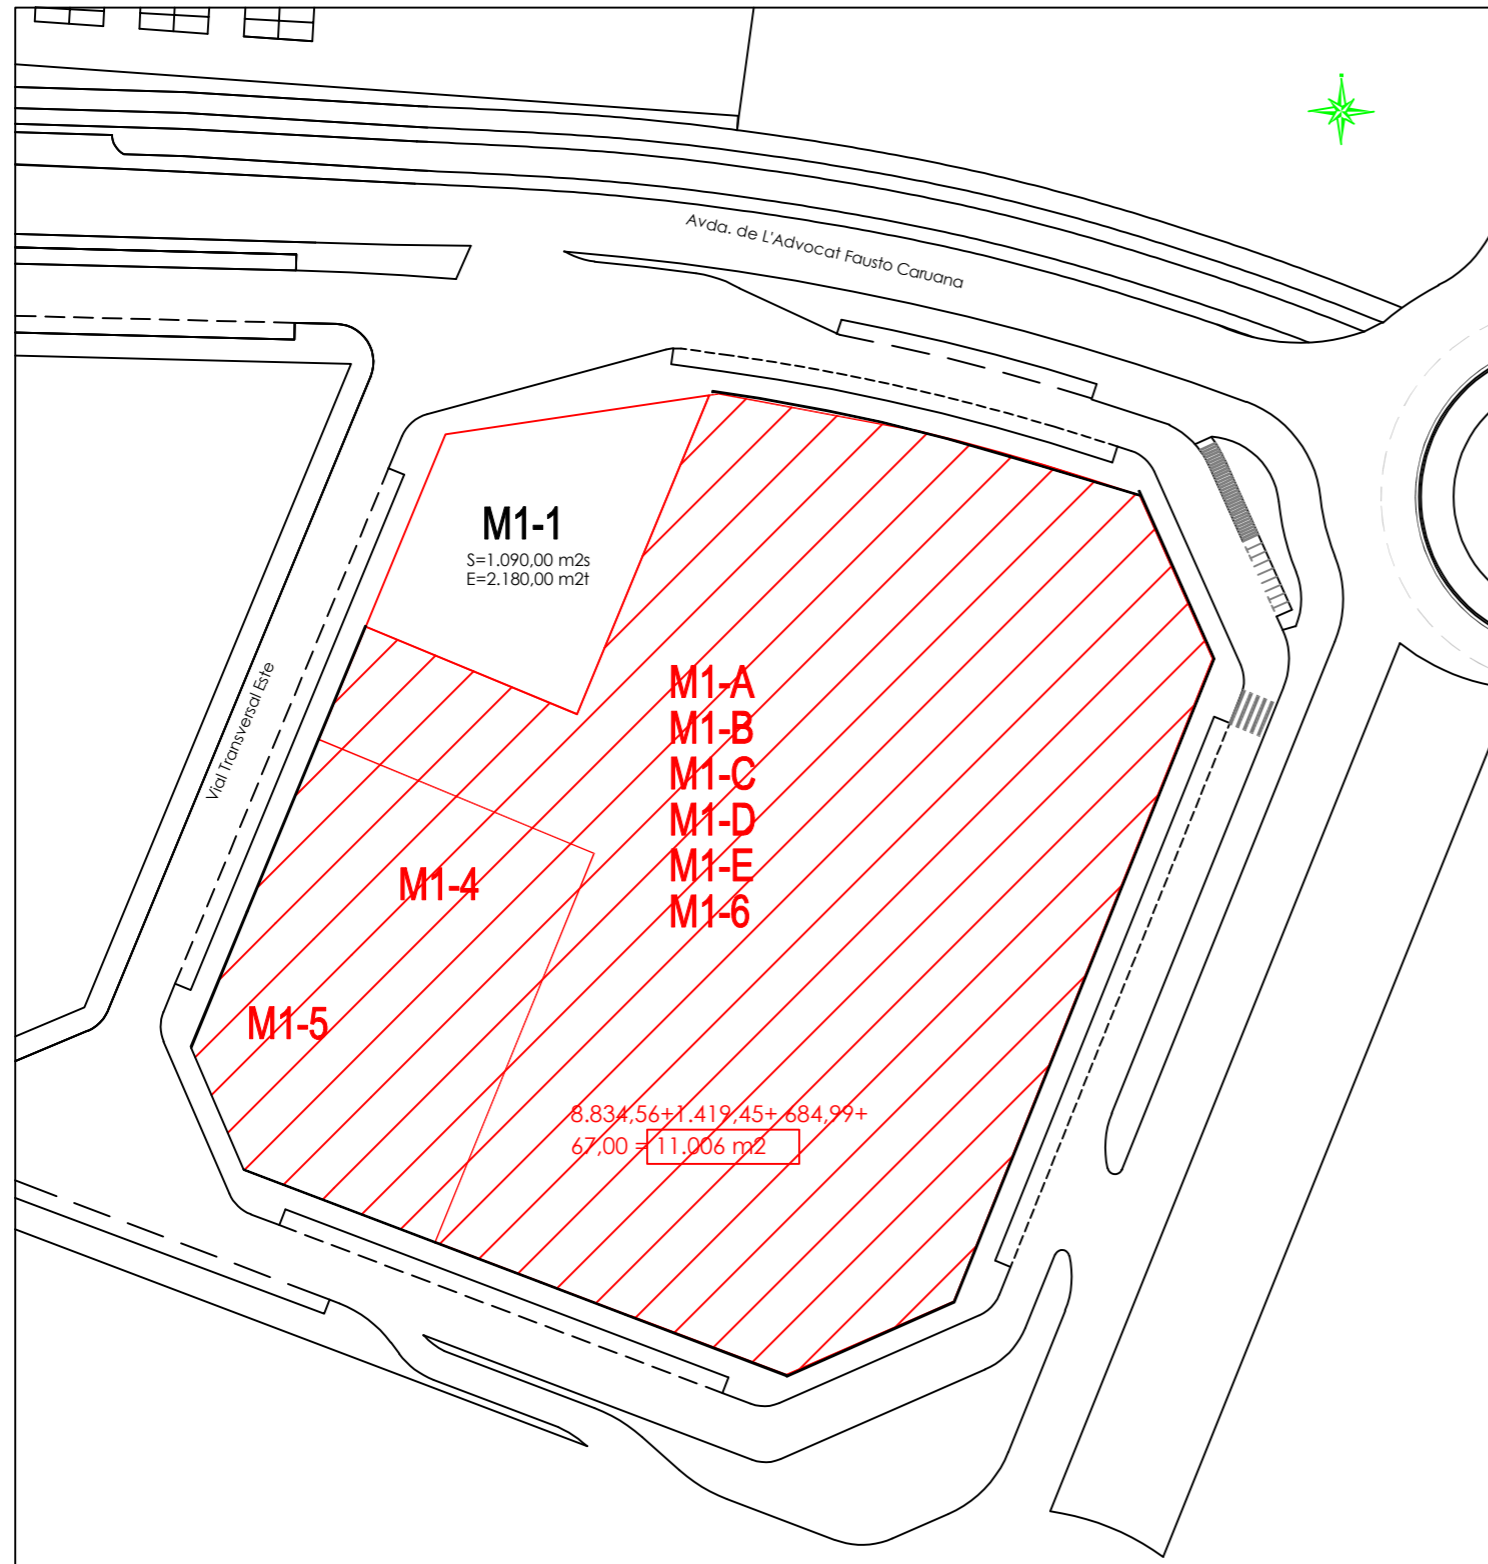 Avda. de L'Advocat Fausto Caruana
M1-1
S=1.090,00 m2s
E=2.180,00 m2t
Vial Transversal Este
M1-A
M1-B
M1-C
M1-D
M1-E
M1-6
M1-4
M1-5
8.834,56+1.419,45+ 684,99+
67,00 = 11.006 m2